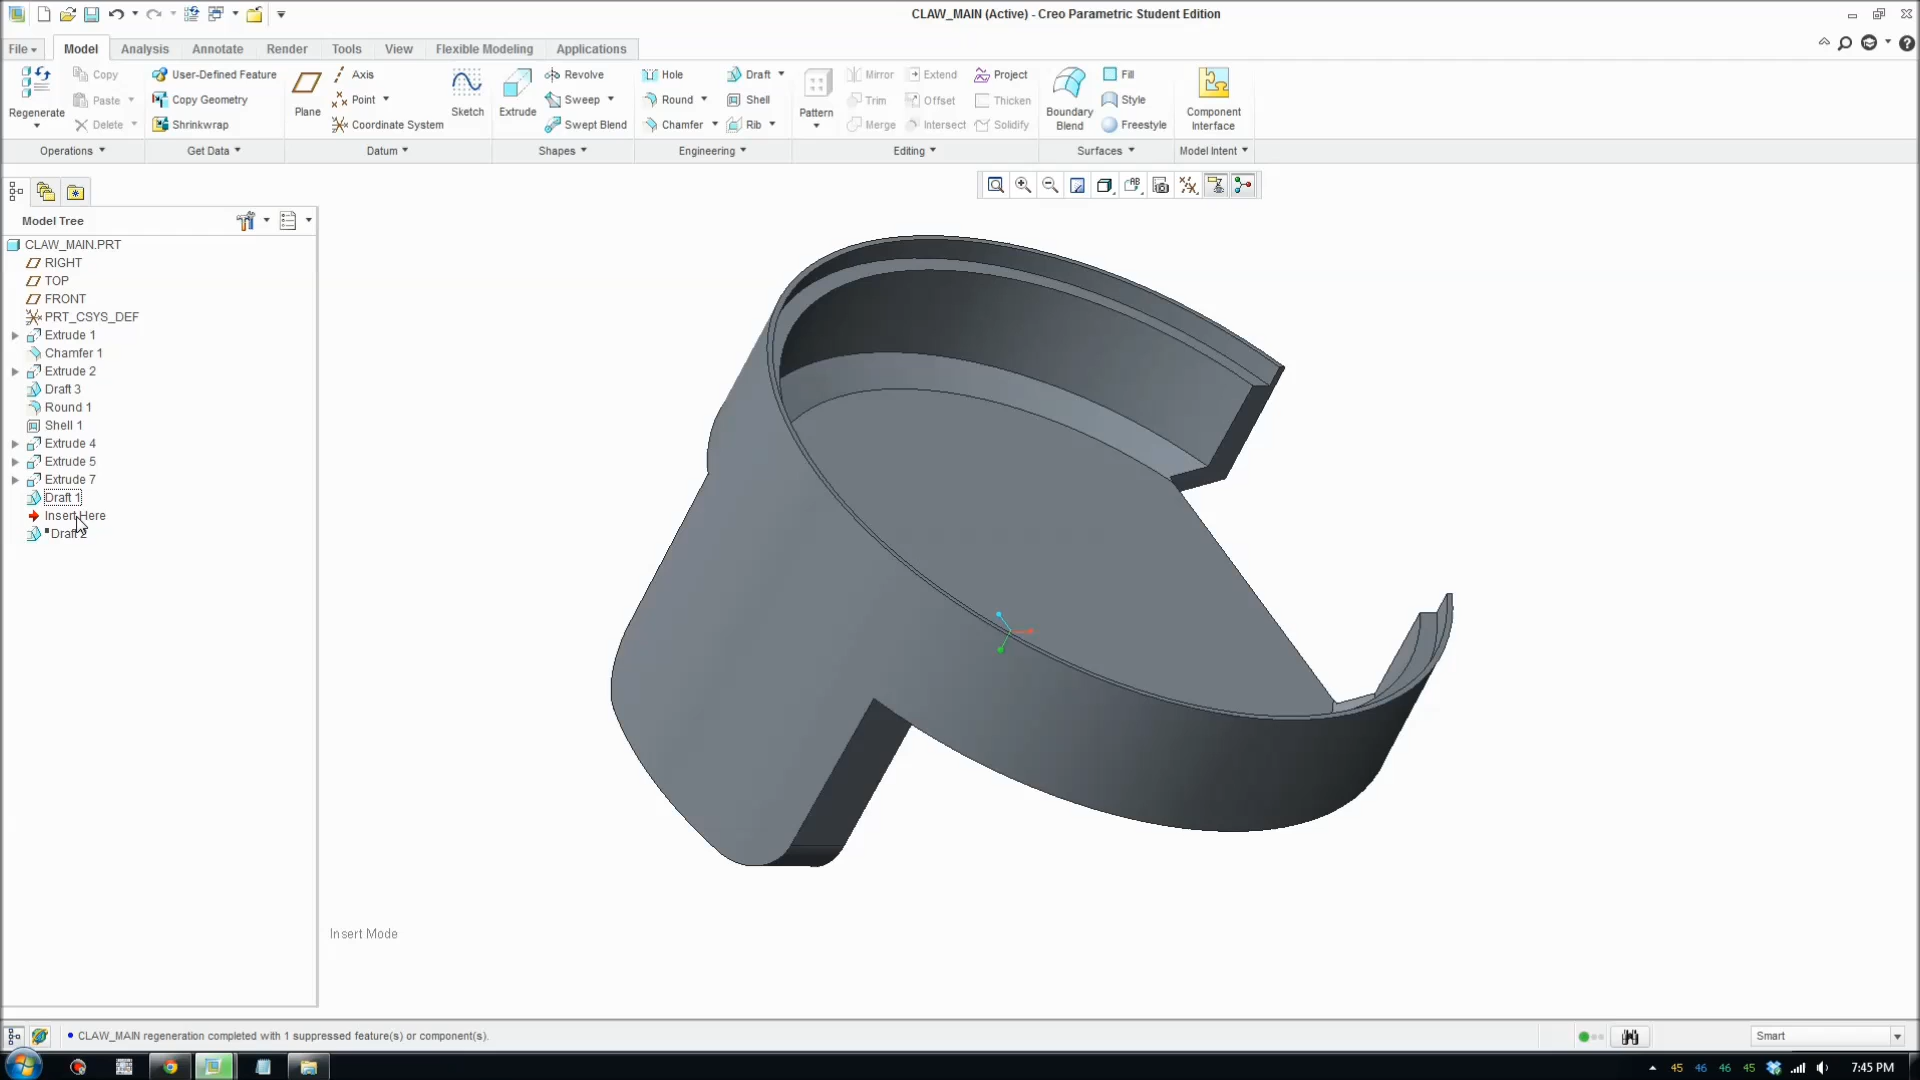 CLAW_MAIN (Active) - Creo Parametric Student Edition
File Model Analysis Annotate Render Tools View Flexible Modeling Applications
Copy User-Defined Feature Axis Revolve Hole Draft Mirror Extend Project Fill
Paste Copy Geometry Point Sweep Round Shell Trim Offset Thicken Style
Regenerate Plane Sketch Extrude Pattern Boundary Blend Component Interface
Delete Shrinkwrap Coordinate System Swept Blend Chamfer Rib Merge Intersect Solidify Freestyle
Operations Get Data Datum Shapes Engineering Editing Surfaces Model Intent
Model Tree
CLAW_MAIN.PRT
RIGHT
TOP
FRONT
PRT_CSYS_DEF
Extrude 1
Chamfer 1
Extrude 2
Draft 3
Round 1
Shell 1
Extrude 4
Extrude 5
Extrude 7
Draft 1
Insert Here
Draft 2
Insert Mode
CLAW_MAIN regeneration completed with 1 suppressed feature(s) or component(s).
Smart
45 46 46 45 7:45 PM